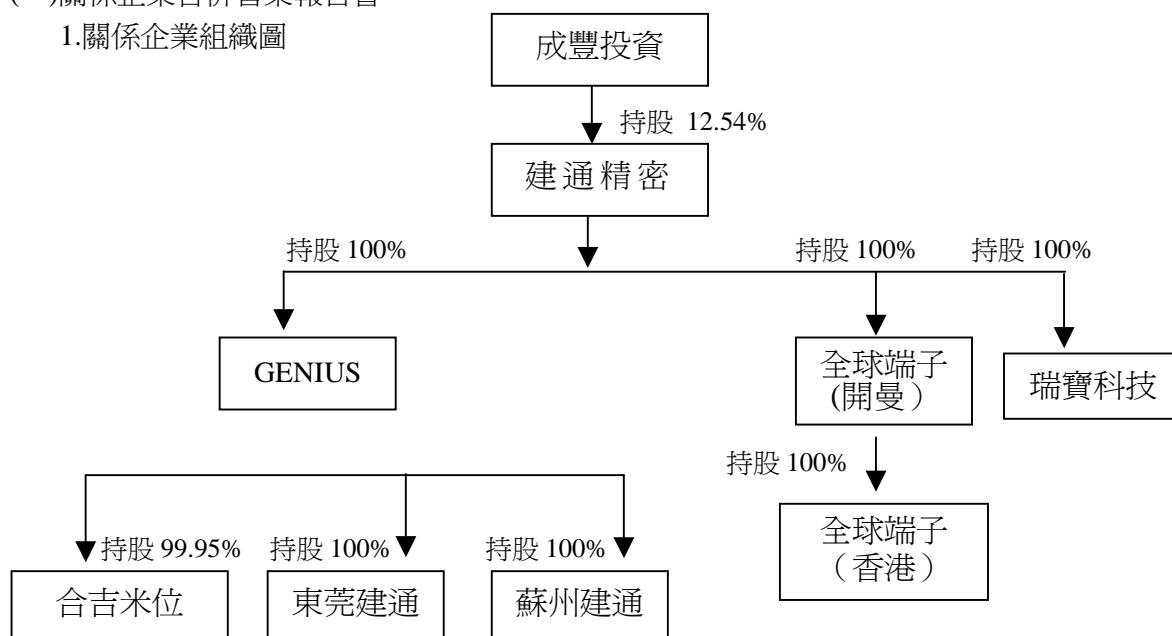 關係企業合併營業報告書
1.關係企業組織圖
成豐投資
持股 12.54%
建通精密
持股 100%
持股 100%
持股 100%
GENIUS
全球端子
(開曼）
瑞寶科技
持股 100%
持股 99.95%
持股 100%
持股 100%
全球端子
（香港）
合吉米位
東莞建通
蘇州建通